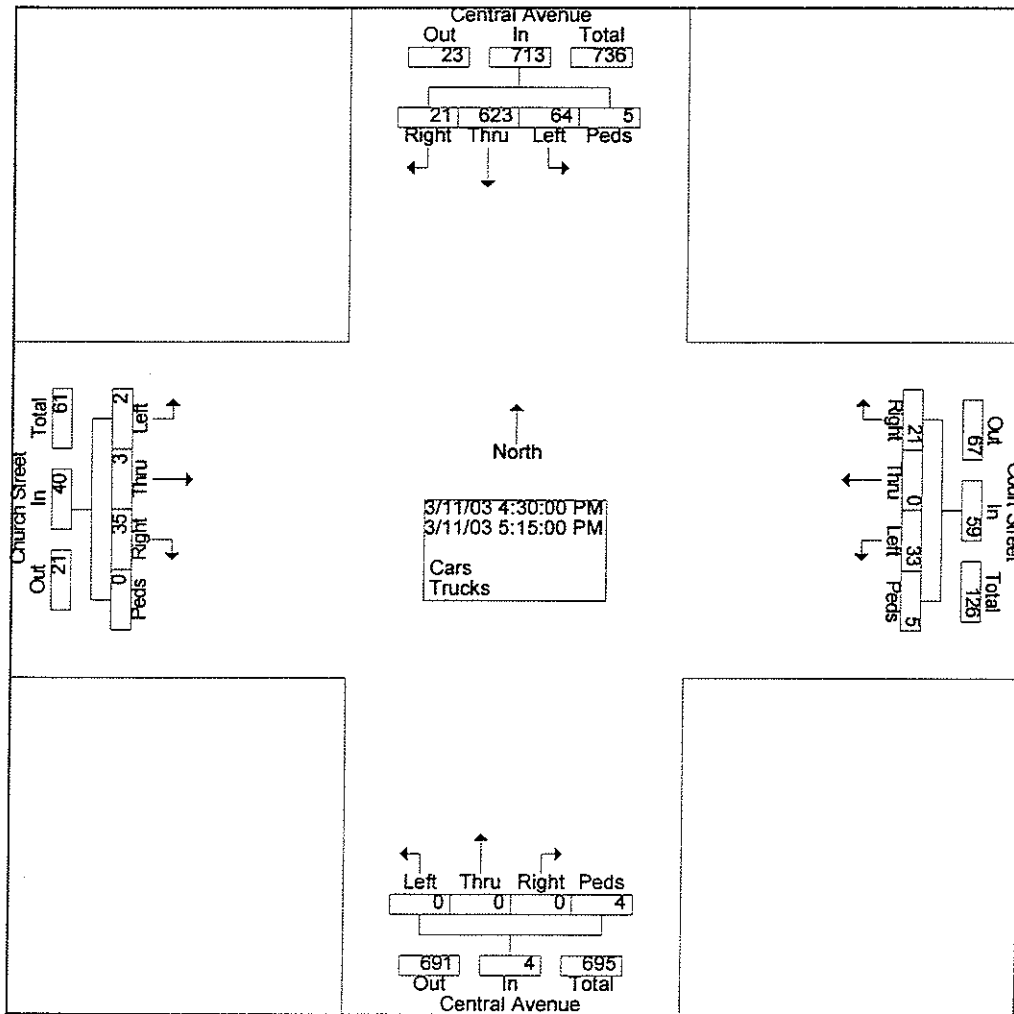 Central Avenue
Out In Total
23 713 736
21 623 64 5
Right Thru Left Peds
Church Street
Total In Out
61 40 21
2 3 35 0
Left Thru Right Peds
North
3/11/03 4:30:00 PM
3/11/03 5:15:00 PM
Cars
Trucks
Right Thru Left Peds
21 0 33 5
Out In Total
67 59 126
Court Street
Left Thru Right Peds
0 0 0 4
691 4 695
Out In Total
Central Avenue